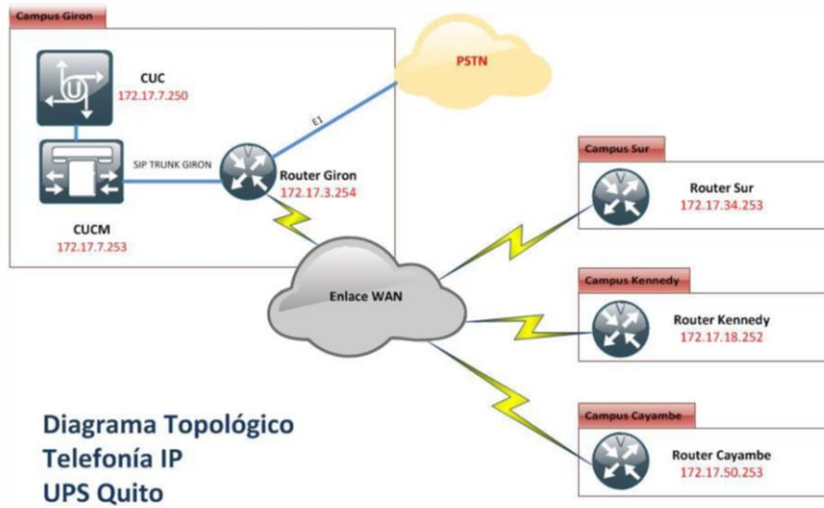 Campus Giron
CUC
172.17.7.250
PSTN
E1
SIP TRUNK GIRON
Router Giron
172.17.3.254
CUCM
172.17.7.253
Enlace WAN
Campus Sur
Router Sur
172.17.34.253
Campus Kennedy
Router Kennedy
172.17.18.252
Campus Cayambe
Router Cayambe
172.17.50.253
Diagrama Topológico
Telefonía IP
UPS Quito
U
V
V
V
V